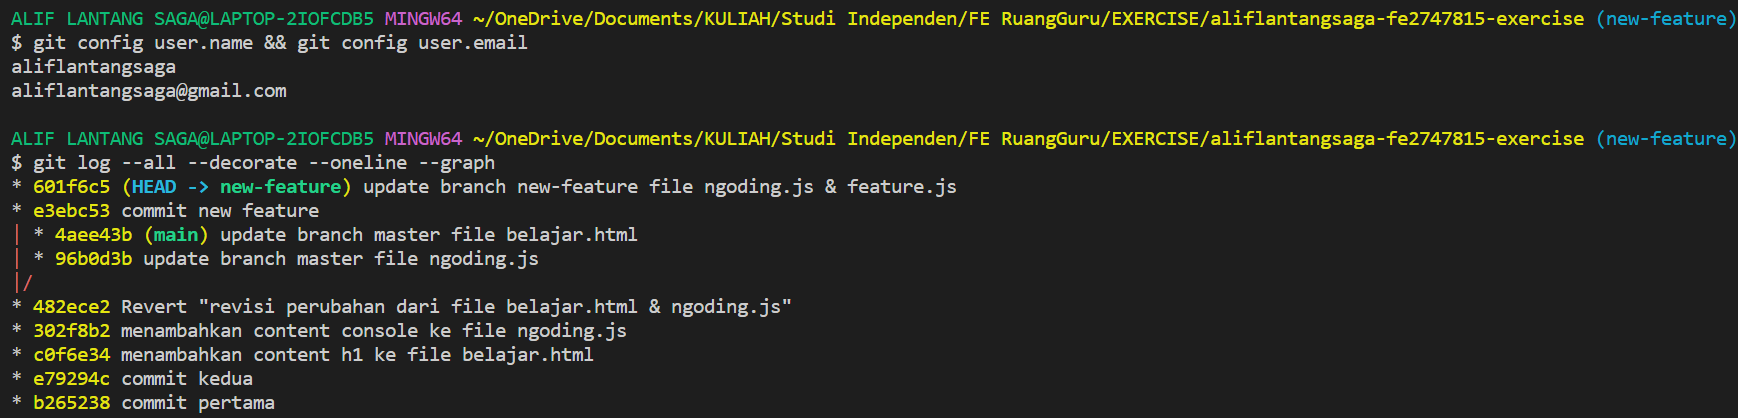 ALIF LANTANG SAGA@LAPTOP-2IOFCDB5 MINGW64 ~/OneDrive/Documents/KULIAH/Studi Independen/FE RuangGuru/EXERCISE/aliflantangsaga-fe2747815-exercise (new-feature)
$ git config user.name && git config user.email
aliflantangsaga
aliflantangsaga@gmail.com
ALIF LANTANG SAGA@LAPTOP-2IOFCDB5 MINGW64 ~/OneDrive/Documents/KULIAH/Studi Independen/FE RuangGuru/EXERCISE/aliflantangsaga-fe2747815-exercise (new-feature)
$ git log --all --decorate --oneline --graph
* 601f6c5 (HEAD -> new-feature) update branch new-feature file ngoding.js & feature.js
* e3ebc53 commit new feature
| * 4aee43b (main) update branch master file belajar.html
| * 96b0d3b update branch master file ngoding.js
|/
* 482ece2 Revert "revisi perubahan dari file belajar.html & ngoding.js"
* 302f8b2 menambahkan content console ke file ngoding.js
* c0f6e34 menambahkan content h1 ke file belajar.html
* e79294c commit kedua
* b265238 commit pertama